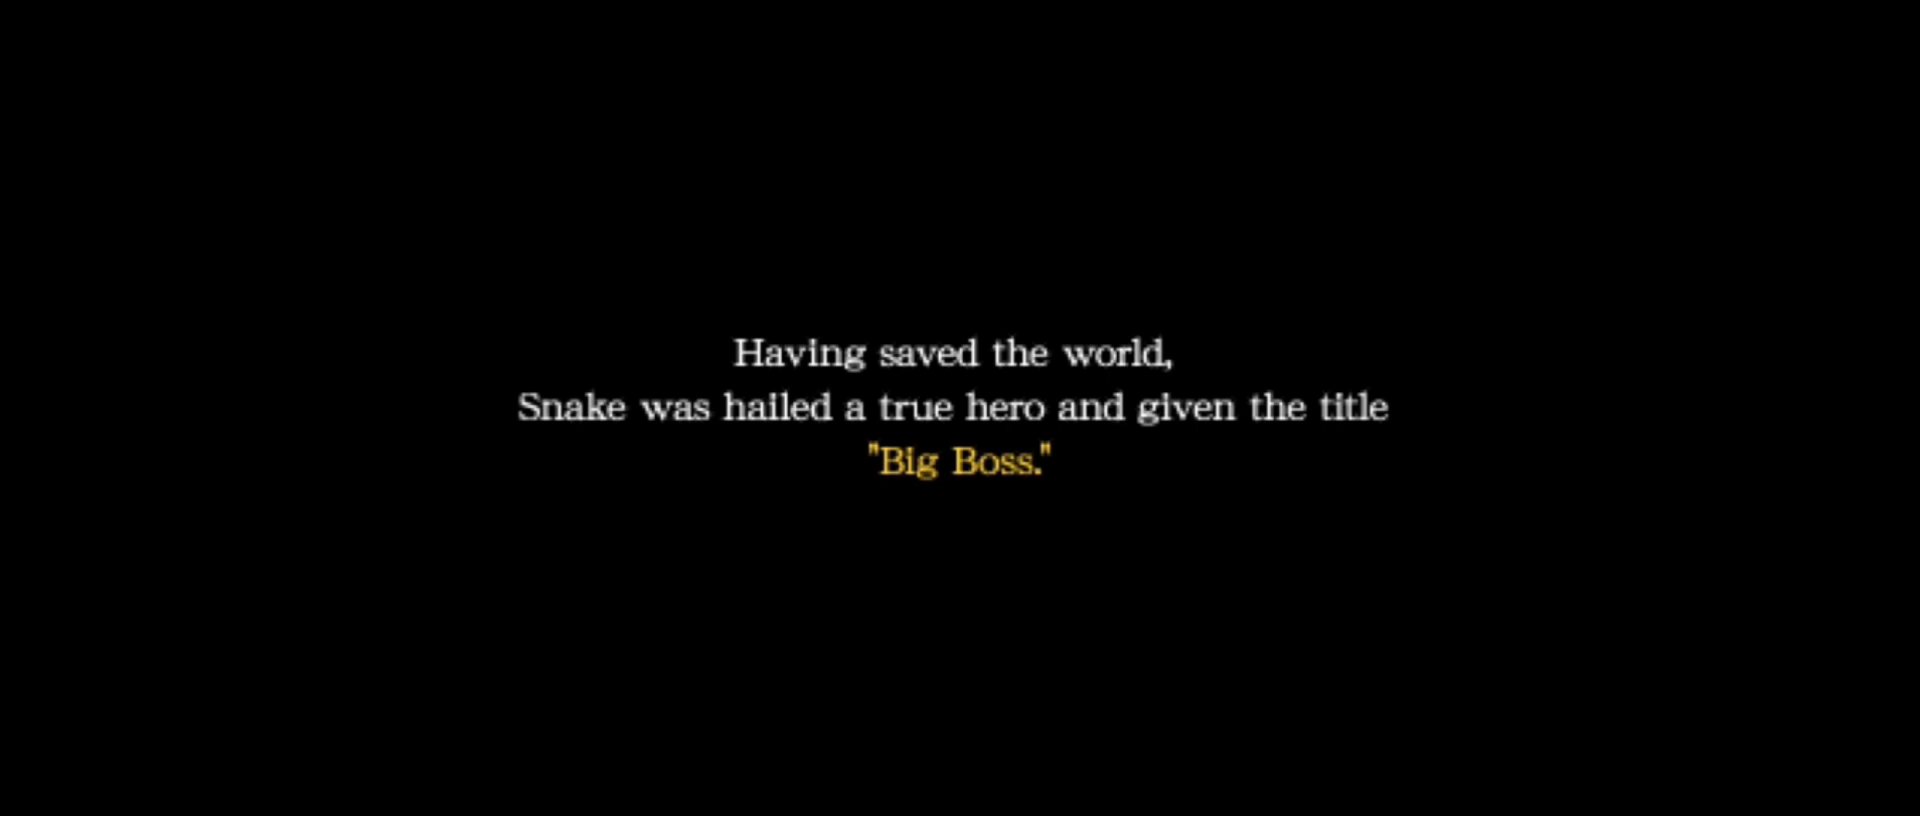 Having saved the world,
Snake was hailed a true hero and given the title
"Big Boss."